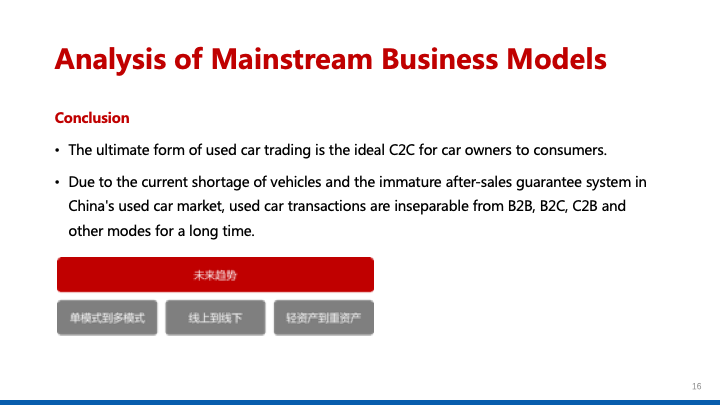 Analysis of Mainstream Business Models
Conclusion
• The ultimate form of used car trading is the ideal C2C for car owners to consumers.
• Due to the current shortage of vehicles and the immature after-sales guarantee system in
China's used car market, used car transactions are inseparable from B2B, B2C, C2B and
other modes for a long time.
未来趋势
单模式到多模式 线上到线下 轻资产到重资产
16